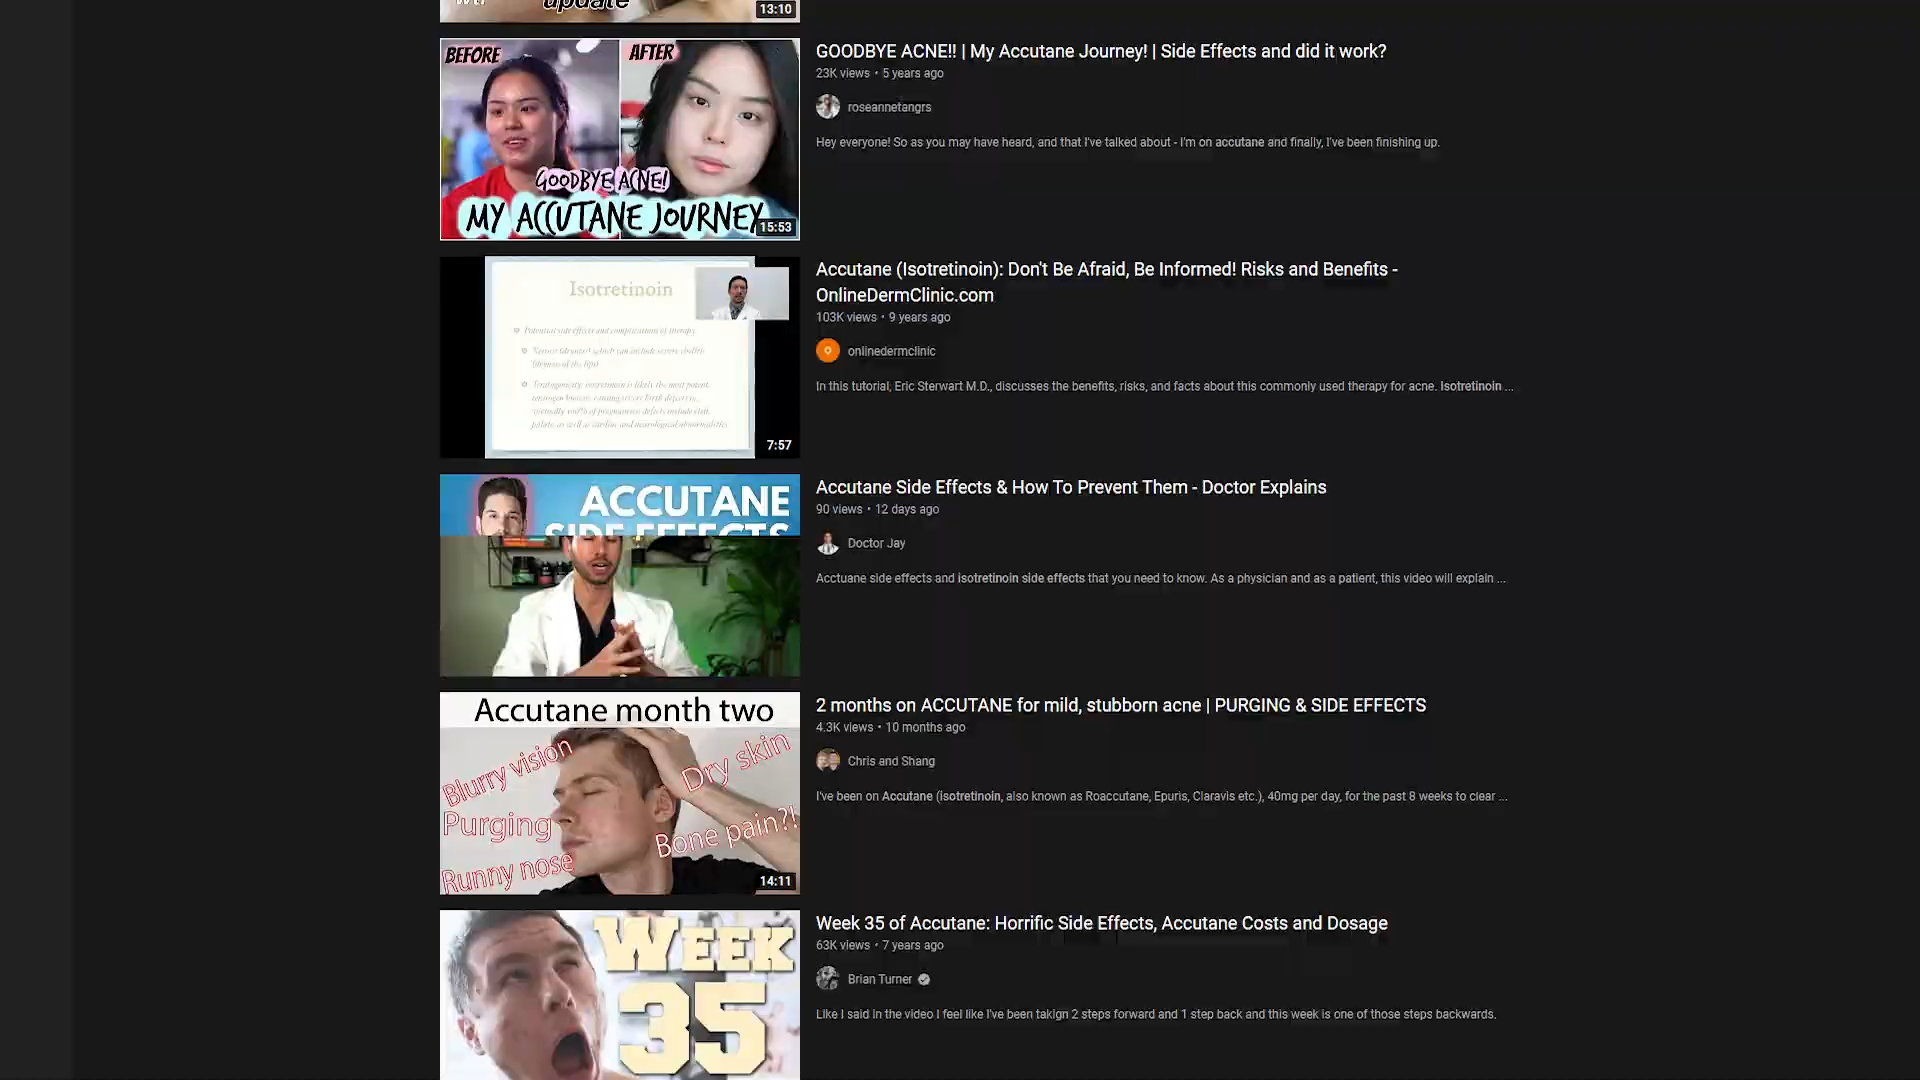 update
13:10
BEFORE
AFTER
GOODBYE ACNE!
MY ACCUTANE JOURNEY
15:53
GOODBYE ACNE!! | My Accutane Journey! | Side Effects and did it work?
23K views • 5 years ago
roseannetangrs
Hey everyone! So as you may have heard, and that I've talked about - I'm on accutane and finally, I've been finishing up.
Isotretinoin
Potential side effects and complications of therapy
7:57
Accutane (Isotretinoin): Don't Be Afraid, Be Informed! Risks and Benefits -
OnlineDermClinic.com
103K views • 9 years ago
onlinedermclinic
In this tutorial, Eric Sterwart M.D., discusses the benefits, risks, and facts about this commonly used therapy for acne. Isotretinoin ...
ACCUTANE
SIDE EFFECTS
Accutane Side Effects & How To Prevent Them - Doctor Explains
90 views • 12 days ago
Doctor Jay
Acctuane side effects and isotretinoin side effects that you need to know. As a physician and as a patient, this video will explain ...
Accutane month two
Blurry vision
Dry skin
Purging
Bone pain?!
Runny nose
14:11
2 months on ACCUTANE for mild, stubborn acne | PURGING & SIDE EFFECTS
4.3K views • 10 months ago
Chris and Shang
I've been on Accutane (isotretinoin, also known as Roaccutane, Epuris, Claravis etc.), 40mg per day, for the past 8 weeks to clear ...
WEEK
35
Week 35 of Accutane: Horrific Side Effects, Accutane Costs and Dosage
63K views • 7 years ago
Brian Turner
Like I said in the video I feel like I've been takign 2 steps forward and 1 step back and this week is one of those steps backwards.